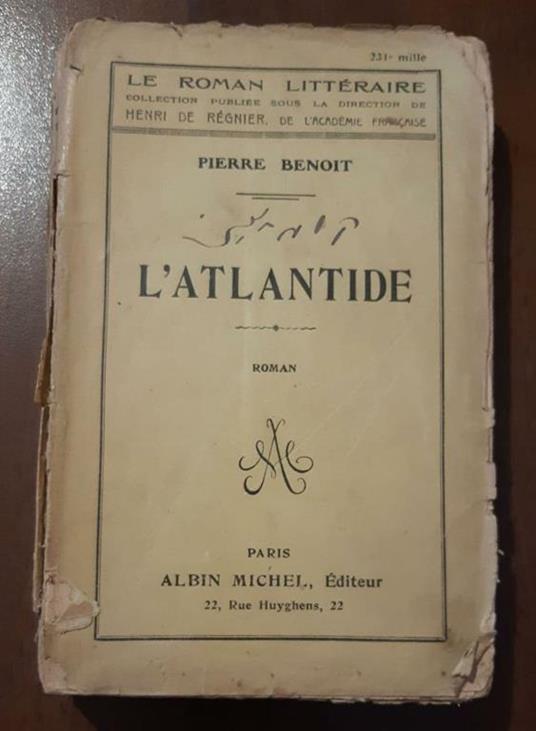 231e mille
LE ROMAN LITTÉRAIRE
COLLECTION PUBLIÉE SOUS LA DIRECTION DE
HENRI DE RÉGNIER, DE L'ACADÉMIE FRANÇAISE
PIERRE BENOIT
L'ATLANTIDE
ROMAN
PARIS
ALBIN MICHEL, Éditeur
22, Rue Huyghens, 22